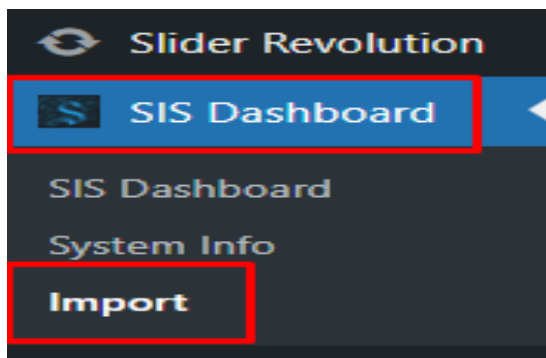 Slider Revolution
SIS Dashboard
SIS Dashboard
System Info
Import